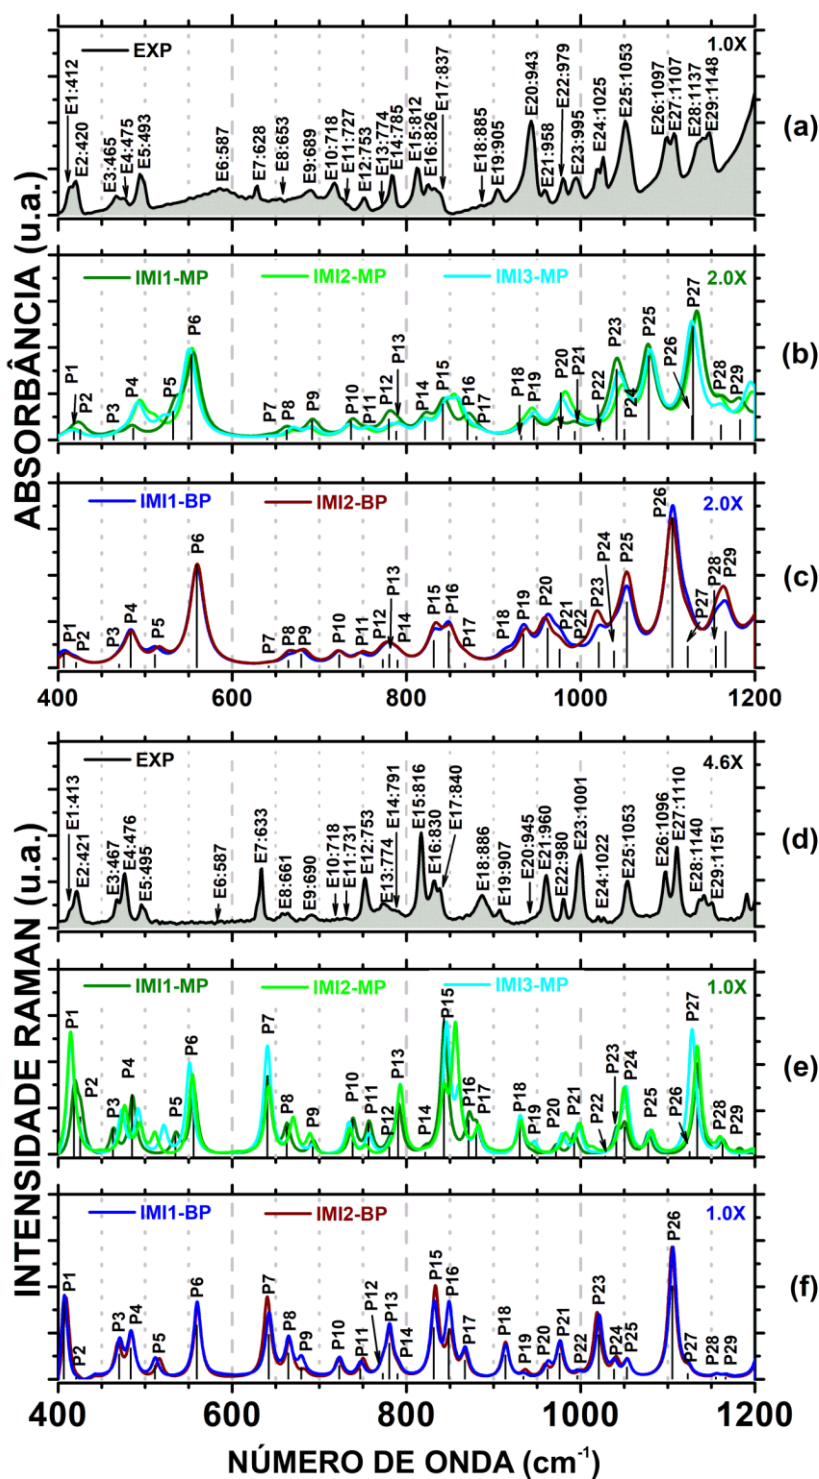 ABSORBÂNCIA (u.a.)
EXP
1.0X
(a)
E1:412
E2:420
E3:465
E4:475
E5:493
E6:587
E7:628
E8:653
E9:689
E10:718
E11:727
E12:753
E13:774
E14:785
E15:812
E16:826
E17:837
E18:885
E19:905
E20:943
E21:958
E22:979
E23:995
E24:1025
E25:1053
E26:1097
E27:1107
E28:1137
E29:1148
IMI1-MP
IMI2-MP
IMI3-MP
2.0X
(b)
P1
P2
P3
P4
P5
P6
P7
P8
P9
P10
P11
P12
P13
P14
P15
P16
P17
P18
P19
P20
P21
P22
P23
P25
P26
P27
P28
P29
400 600 800 1000 1200
IMI1-BP
IMI2-BP
2.0X
(c)
P1
P2
P3
P4
P5
P6
P7
P8
P9
P10
P11
P12
P13
P14
P15
P16
P17
P18
P19
P20
P21
P22
P23
P24
P25
P26
P27
P28
P29
400 600 800 1000 1200
INTENSIDADE RAMAN (u.a.)
EXP
4.6X
(d)
E1:413
E2:421
E3:467
E4:476
E5:495
E6:587
E7:633
E8:661
E9:690
E10:718
E11:731
E12:753
E13:774
E14:791
E15:816
E16:830
E17:840
E18:886
E19:907
E20:945
E21:960
E22:980
E23:1001
E24:1022
E25:1053
E26:1096
E27:1110
E28:1140
E29:1151
IMI1-MP
IMI2-MP
IMI3-MP
1.0X
(e)
P1
P2
P3
P4
P5
P6
P7
P8
P9
P10
P11
P12
P13
P14
P15
P16
P17
P18
P19
P20
P21
P22
P23
P24
P25
P26
P27
P28
P29
IMI1-BP
IMI2-BP
1.0X
(f)
P1
P2
P3
P4
P5
P6
P7
P8
P9
P10
P11
P12
P13
P14
P15
P16
P17
P18
P19
P20
P21
P22
P23
P24
P25
P26
P27
P28
P29
400 600 800 1000 1200
NÚMERO DE ONDA (cm⁻¹)